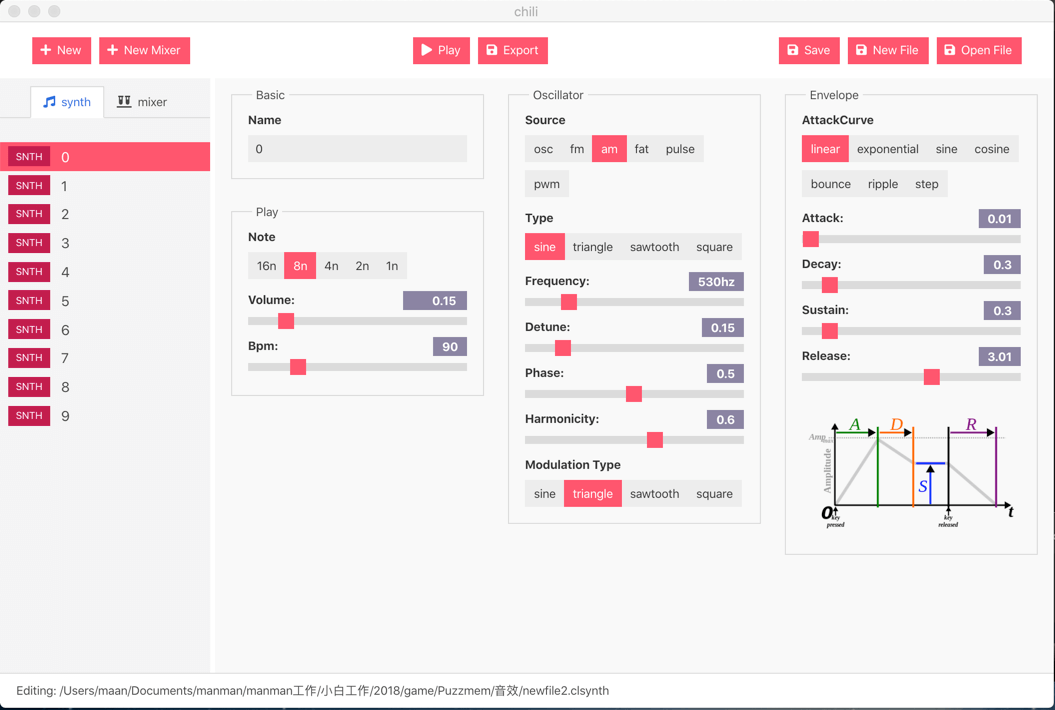 chili
New
New Mixer
Play
Export
Save
New File
Open File
synth
mixer
SNTH 0
SNTH 1
SNTH 2
SNTH 3
SNTH 4
SNTH 5
SNTH 6
SNTH 7
SNTH 8
SNTH 9
Basic
Name
0
Play
Note
16n 8n 4n 2n 1n
Volume: 0.15
Bpm: 90
Oscillator
Source
osc fm am fat pulse
pwm
Type
sine triangle sawtooth square
Frequency: 530hz
Detune: 0.15
Phase: 0.5
Harmonicity: 0.6
Modulation Type
sine triangle sawtooth square
Envelope
AttackCurve
linear exponential sine cosine
bounce ripple step
Attack: 0.01
Decay: 0.3
Sustain: 0.3
Release: 3.01
A D R
Amp
Amplitude
S
0 t
key pressed
key released
Editing: /Users/maan/Documents/manman/manman工作/小白工作/2018/game/Puzzmem/音效/newfile2.clsynth